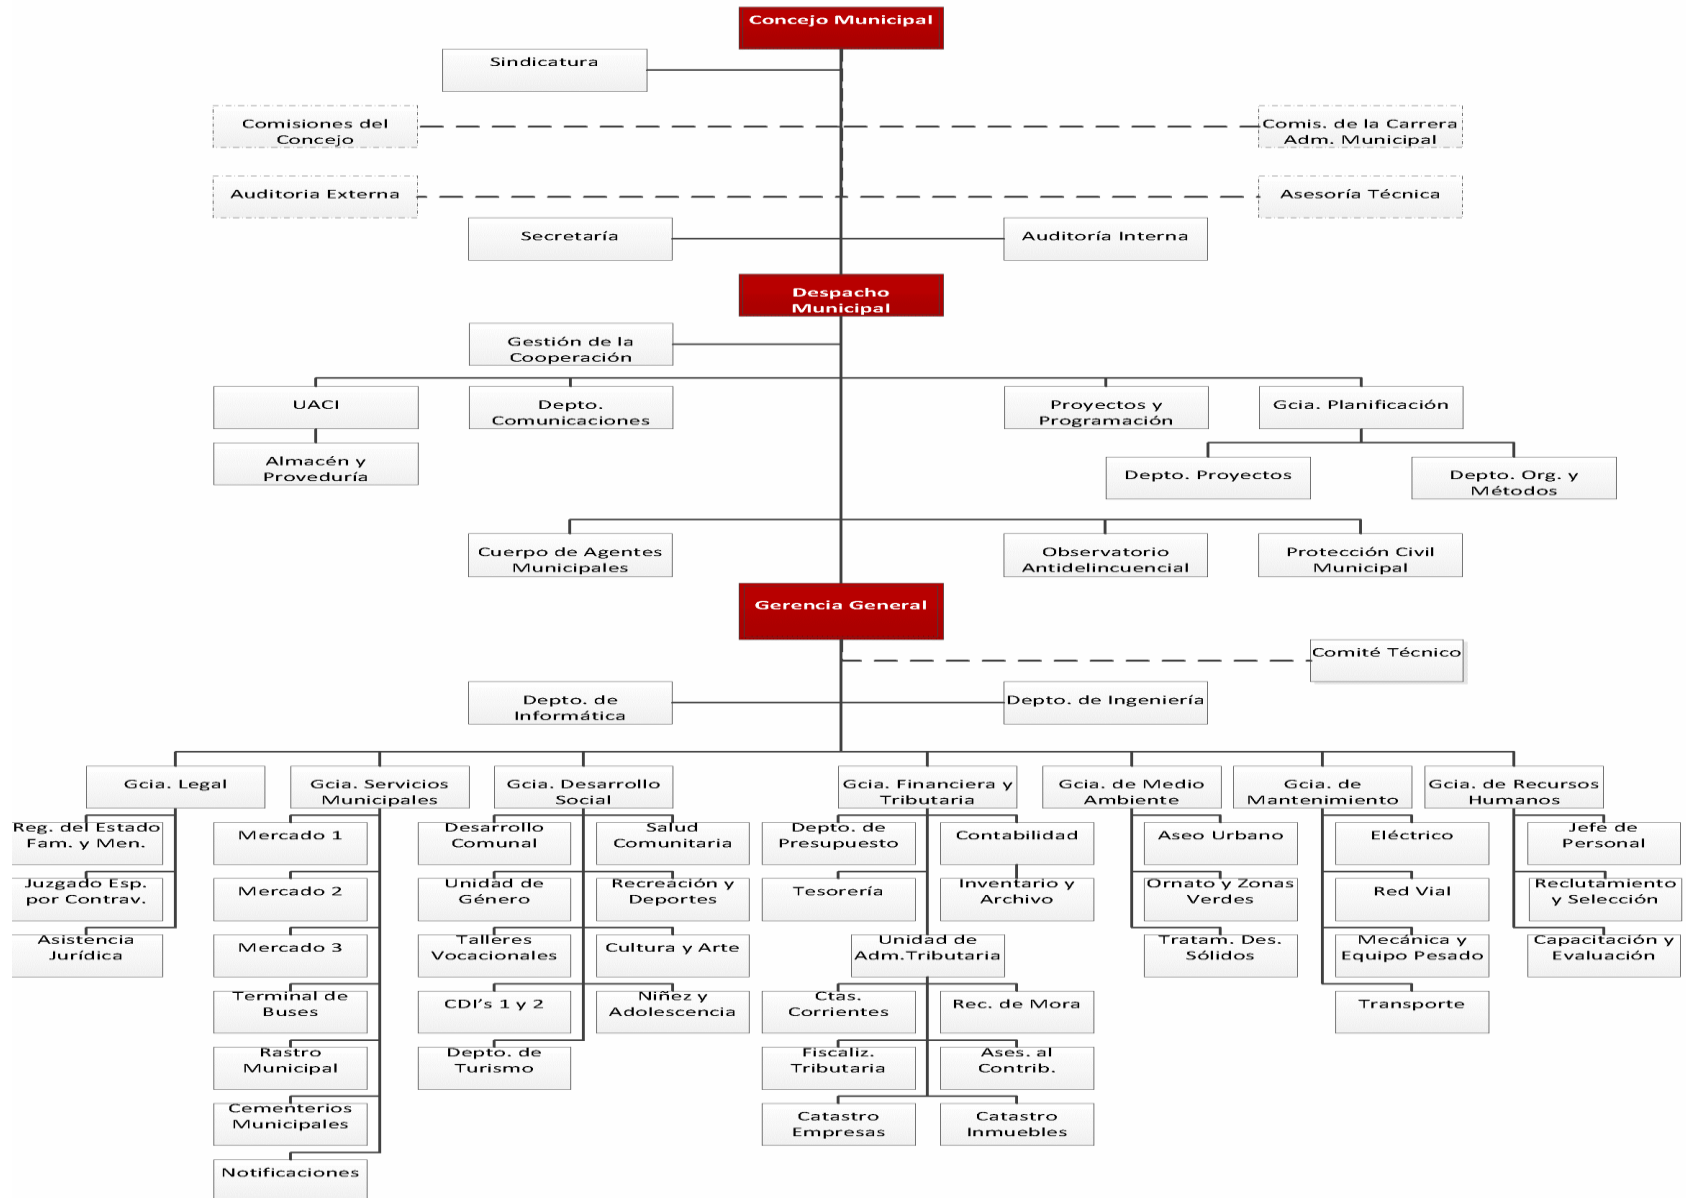 Concejo Municipal
Sindicatura
Comisiones del
Concejo
Comis. de la Carrera
Adm. Municipal
Auditoria Externa
Asesoría Técnica
Secretaría
Auditoría Interna
Despacho
Municipal
Gestión de la
Cooperación
UACI
Depto.
Comunicaciones
Proyectos y
Programación
Gcia. Planificación
Almacén y
Proveduría
Depto. Proyectos
Depto. Org. y
Métodos
Cuerpo de Agentes
Municipales
Observatorio
Antidelincuencial
Protección Civil
Municipal
Gerencia General
Comité Técnico
Depto. de
Informática
Depto. de Ingeniería
Gcia. Legal
Gcia. Servicios
Municipales
Gcia. Desarrollo
Social
Gcia. Financiera y
Tributaria
Gcia. de Medio
Ambiente
Gcia. de
Mantenimiento
Gcia. de Recursos
Humanos
Reg. del Estado
Fam. y Men.
Juzgado Esp.
por Contrav.
Asistencia
Jurídica
Mercado 1
Mercado 2
Mercado 3
Terminal de
Buses
Rastro
Municipal
Cementerios
Municipales
Notificaciones
Desarrollo
Comunal
Salud
Comunitaria
Unidad de
Género
Recreación y
Deportes
Talleres
Vocacionales
Cultura y Arte
CDI's 1 y 2
Niñez y
Adolescencia
Depto. de
Turismo
Depto. de
Presupuesto
Contabilidad
Tesorería
Inventario y
Archivo
Unidad de
Adm.Tributaria
Ctas.
Corrientes
Rec. de Mora
Fiscaliz.
Tributaria
Ases. al
Contrib.
Catastro
Empresas
Catastro
Inmuebles
Aseo Urbano
Ornato y Zonas
Verdes
Tratam. Des.
Sólidos
Eléctrico
Red Vial
Mecánica y
Equipo Pesado
Transporte
Jefe de
Personal
Reclutamiento
y Selección
Capacitación y
Evaluación